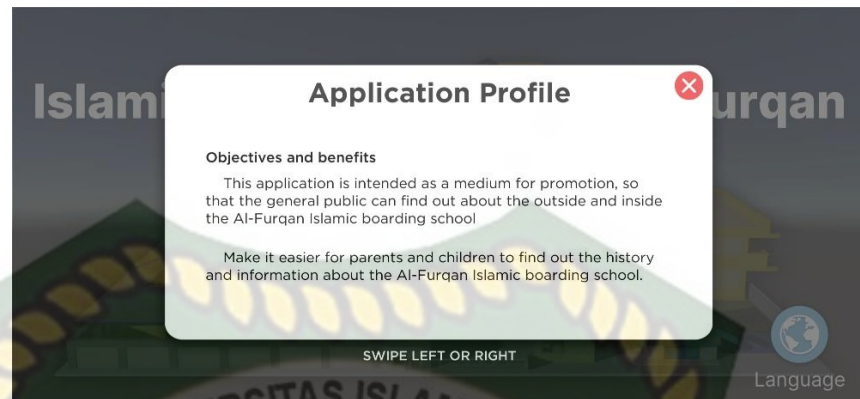 Application Profile
Islami
urqan
Objectives and benefits
This application is intended as a medium for promotion, so
that the general public can find out about the outside and inside
the Al-Furqan Islamic boarding school
Make it easier for parents and children to find out the history
and information about the Al-Furqan Islamic boarding school.
SWIPE LEFT OR RIGHT
Language
SITAS ISLA